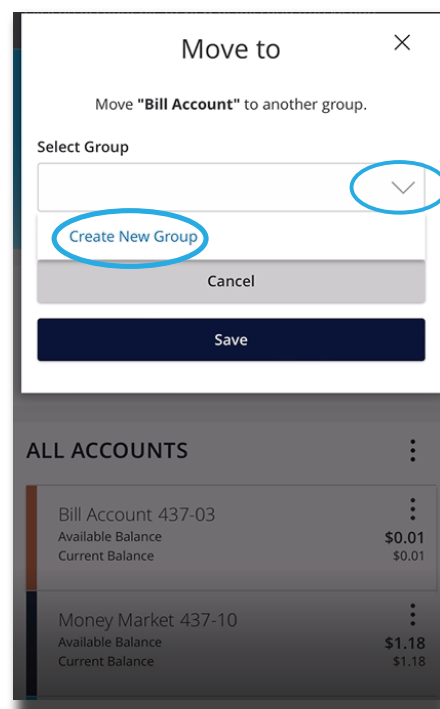 Move to
Move "Bill Account" to another group.
Select Group
Create New Group
Cancel
Save
ALL ACCOUNTS
Bill Account 437-03
Available Balance $0.01
Current Balance $0.01
Money Market 437-10
Available Balance $1.18
Current Balance $1.18